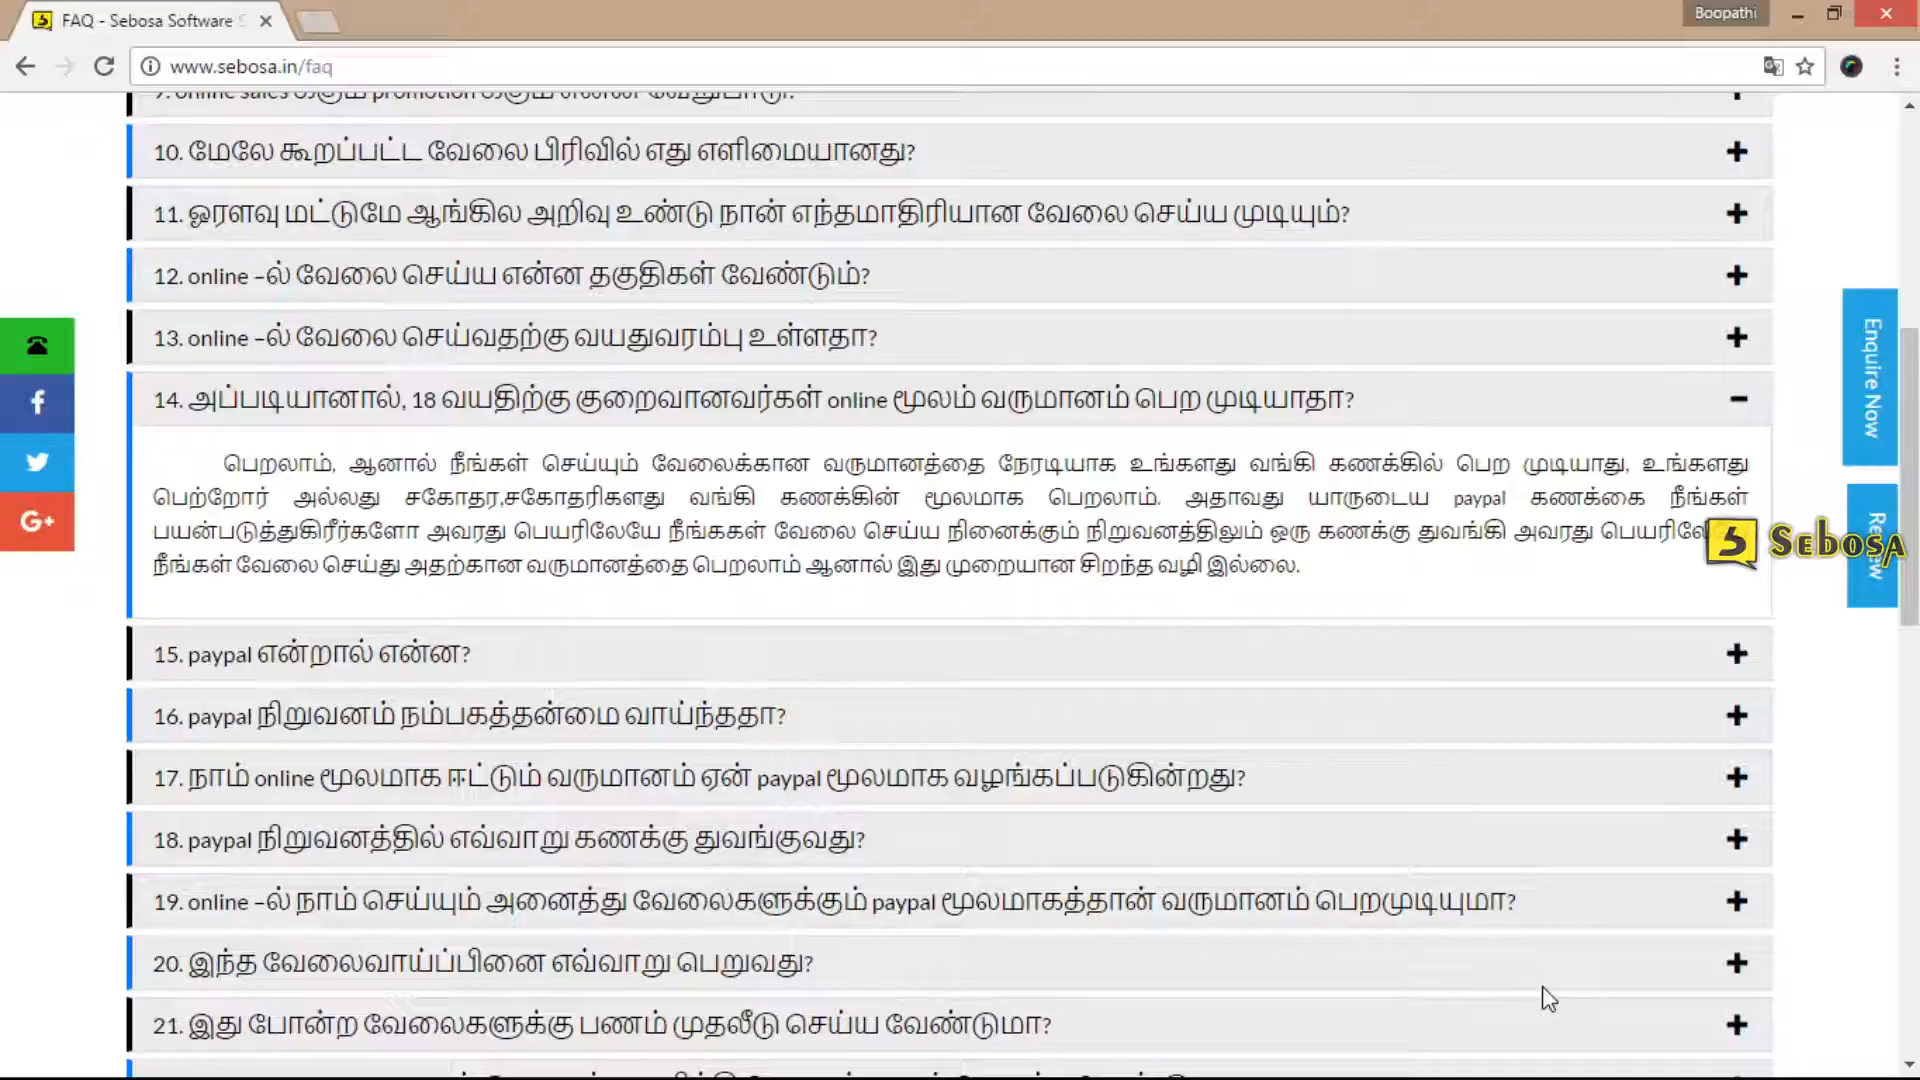 FAQ - Sebosa Software S
Boopathi
www.sebosa.in/faq
9. online sales க்கும் promotion க்கும் என்ன வேறுபாடு?
10. மேலே கூறப்பட்ட வேலை பிரிவில் எது எளிமையானது?
11. ஓரளவு மட்டுமே ஆங்கில அறிவு உண்டு நான் எந்தமாதிரியான வேலை செய்ய முடியும்?
12. online –ல் வேலை செய்ய என்ன தகுதிகள் வேண்டும்?
13. online –ல் வேலை செய்வதற்கு வயதுவரம்பு உள்ளதா?
14. அப்படியானால், 18 வயதிற்கு குறைவானவர்கள் online மூலம் வருமானம் பெற முடியாதா?
பெறலாம், ஆனால் நீங்கள் செய்யும் வேலைக்கான வருமானத்தை நேரடியாக உங்களது வங்கி கணக்கில் பெற முடியாது, உங்களது
பெற்றோர் அல்லது சகோதர,சகோதரிகளது வங்கி கணக்கின் மூலமாக பெறலாம். அதாவது யாருடைய paypal கணக்கை நீங்கள்
பயன்படுத்துகிரீர்களோ அவரது பெயரிலேயே நீங்ககள் வேலை செய்ய நினைக்கும் நிறுவனத்திலும் ஒரு கணக்கு துவங்கி அவரது
நீங்கள் வேலை செய்து அதற்கான வருமானத்தை பெறலாம் ஆனால் இது முறையான சிறந்த வழி இல்லை.
15. paypal என்றால் என்ன?
16. paypal நிறுவனம் நம்பகத்தன்மை வாய்ந்ததா?
17. நாம் online மூலமாக ஈட்டும் வருமானம் ஏன் paypal மூலமாக வழங்கப்படுகின்றது?
18. paypal நிறுவனத்தில் எவ்வாறு கணக்கு துவங்குவது?
19. online –ல் நாம் செய்யும் அனைத்து வேலைகளுக்கும் paypal மூலமாகத்தான் வருமானம் பெறமுடியுமா?
20. இந்த வேலைவாய்ப்பினை எவ்வாறு பெறுவது?
21. இது போன்ற வேலைகளுக்கு பணம் முதலீடு செய்ய வேண்டுமா?
Enquire Now
SEBOSA